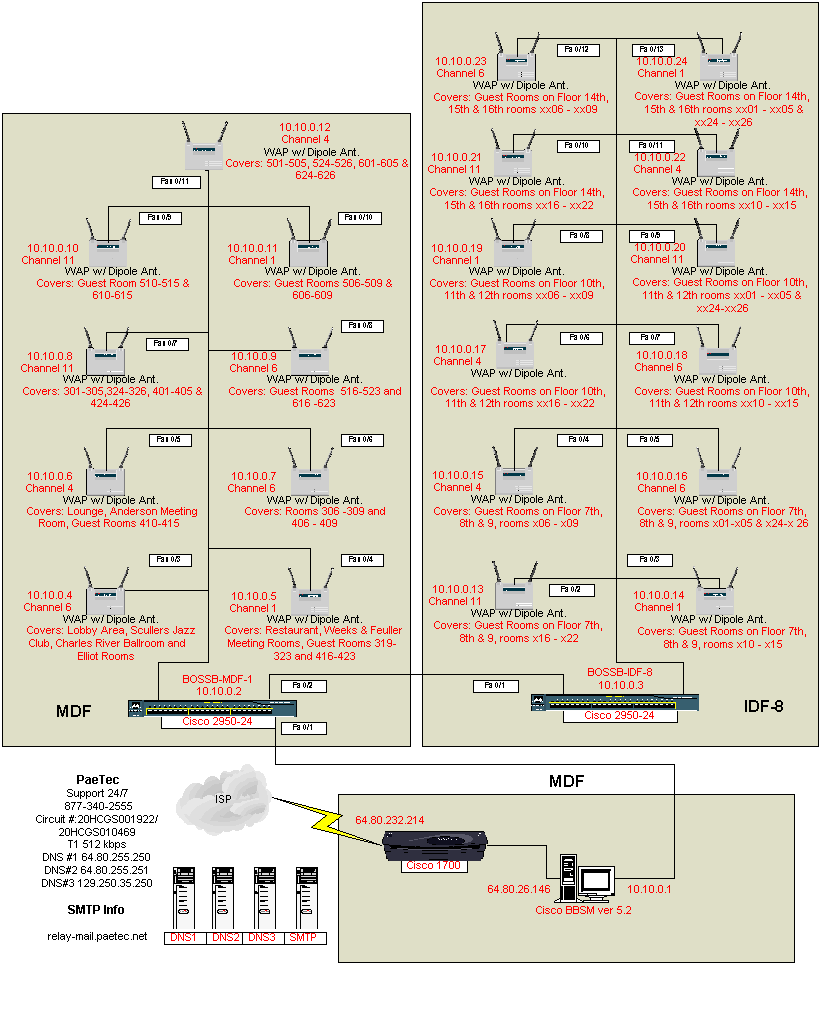 10.10.0.12
Channel 4
WAP w/ Dipole Ant.
Covers: 501-505, 524-526, 601-605 &
624-626
Fa0 0/11
Fa0 0/9
Fa0 0/10
10.10.0.10
Channel 11
WAP w/ Dipole Ant.
Covers: Guest Room 510-515 &
610-615
10.10.0.11
Channel 1
WAP w/ Dipole Ant.
Covers: Guest Rooms 506-509 &
606-609
Fa0 0/7
Fa0 0/8
10.10.0.8
Channel 11
WAP w/ Dipole Ant.
Covers: 301-305,324-326, 401-405 &
424-426
10.10.0.9
Channel 6
WAP w/ Dipole Ant.
Covers: Guest Rooms 516-523 and
616 -623
Fa0 0/5
Fa0 0/6
10.10.0.6
Channel 4
WAP w/ Dipole Ant.
Covers: Lounge, Anderson Meeting
Room, Guest Rooms 410-415
10.10.0.7
Channel 6
WAP w/ Dipole Ant.
Covers: Rooms 306 -309 and
406 - 409
Fa0 0/3
Fa0 0/4
10.10.0.4
Channel 6
WAP w/ Dipole Ant.
Covers: Lobby Area, Scullers Jazz
Club, Charles River Ballroom and
Elliot Rooms
10.10.0.5
Channel 1
WAP w/ Dipole Ant.
Covers: Restaurant, Weeks & Feuller
Meeting Rooms, Guest Rooms 319-
323 and 416-423
BOSSB-MDF-1
10.10.0.2
Fa 0/2
MDF
Cisco 2950-24
Fa 0/1
Fa 0/12
Fa 0/13
10.10.0.23
Channel 6
WAP w/ Dipole Ant.
Covers: Guest Rooms on Floor 14th,
15th & 16th rooms xx06 - xx09
10.10.0.24
Channel 1
WAP w/ Dipole Ant.
Covers: Guest Rooms on Floor 14th,
15th & 16th rooms xx01 - xx05 &
xx24 - xx26
Fa 0/10
Fa 0/11
10.10.0.21
Channel 11
WAP w/ Dipole Ant.
Covers: Guest Rooms on Floor 14th,
15th & 16th rooms xx16 - xx22
10.10.0.22
Channel 4
WAP w/ Dipole Ant.
Covers: Guest Rooms on Floor 14th,
15th & 16th rooms xx10 - xx15
Fa 0/8
Fa 0/9
10.10.0.19
Channel 1
WAP w/ Dipole Ant.
Covers: Guest Rooms on Floor 10th,
11th & 12th rooms xx06 - xx09
10.10.0.20
Channel 11
WAP w/ Dipole Ant.
Covers: Guest Rooms on Floor 10th,
11th & 12th rooms xx01 - xx05 &
xx24-xx26
Fa 0/6
Fa 0/7
10.10.0.17
Channel 4
WAP w/ Dipole Ant.
Covers: Guest Rooms on Floor 10th,
11th & 12th rooms xx16 - xx22
10.10.0.18
Channel 6
WAP w/ Dipole Ant.
Covers: Guest Rooms on Floor 10th,
11th & 12th rooms xx10 - xx15
Fa 0/4
Fa 0/5
10.10.0.15
Channel 4
WAP w/ Dipole Ant.
Covers: Guest Rooms on Floor 7th,
8th & 9, rooms x06 - x09
10.10.0.16
Channel 6
WAP w/ Dipole Ant.
Covers: Guest Rooms on Floor 7th,
8th & 9, rooms x01-x05 & x24-x 26
Fa 0/2
Fa 0/3
10.10.0.13
Channel 11
WAP w/ Dipole Ant.
Covers: Guest Rooms on Floor 7th,
8th & 9, rooms x16 - x22
10.10.0.14
Channel 1
WAP w/ Dipole Ant.
Covers: Guest Rooms on Floor 7th,
8th & 9, rooms x10 - x15
Fa 0/1
BOSSB-IDF-8
10.10.0.3
Cisco 2950-24
IDF-8
PaeTec
Support 24/7
877-340-2555
Circuit #:20HCGS001922/
20HCGS010469
T1 512 kbps
DNS #1 64.80.255.250
DNS#2 64.80.255.251
DNS#3 129.250.35.250
SMTP Info
relay-mail.paetec.net
ISP
DNS1
DNS2
DNS3
SMTP
MDF
64.80.232.214
Cisco 1700
64.80.26.146
10.10.0.1
Cisco BBSM ver 5.2